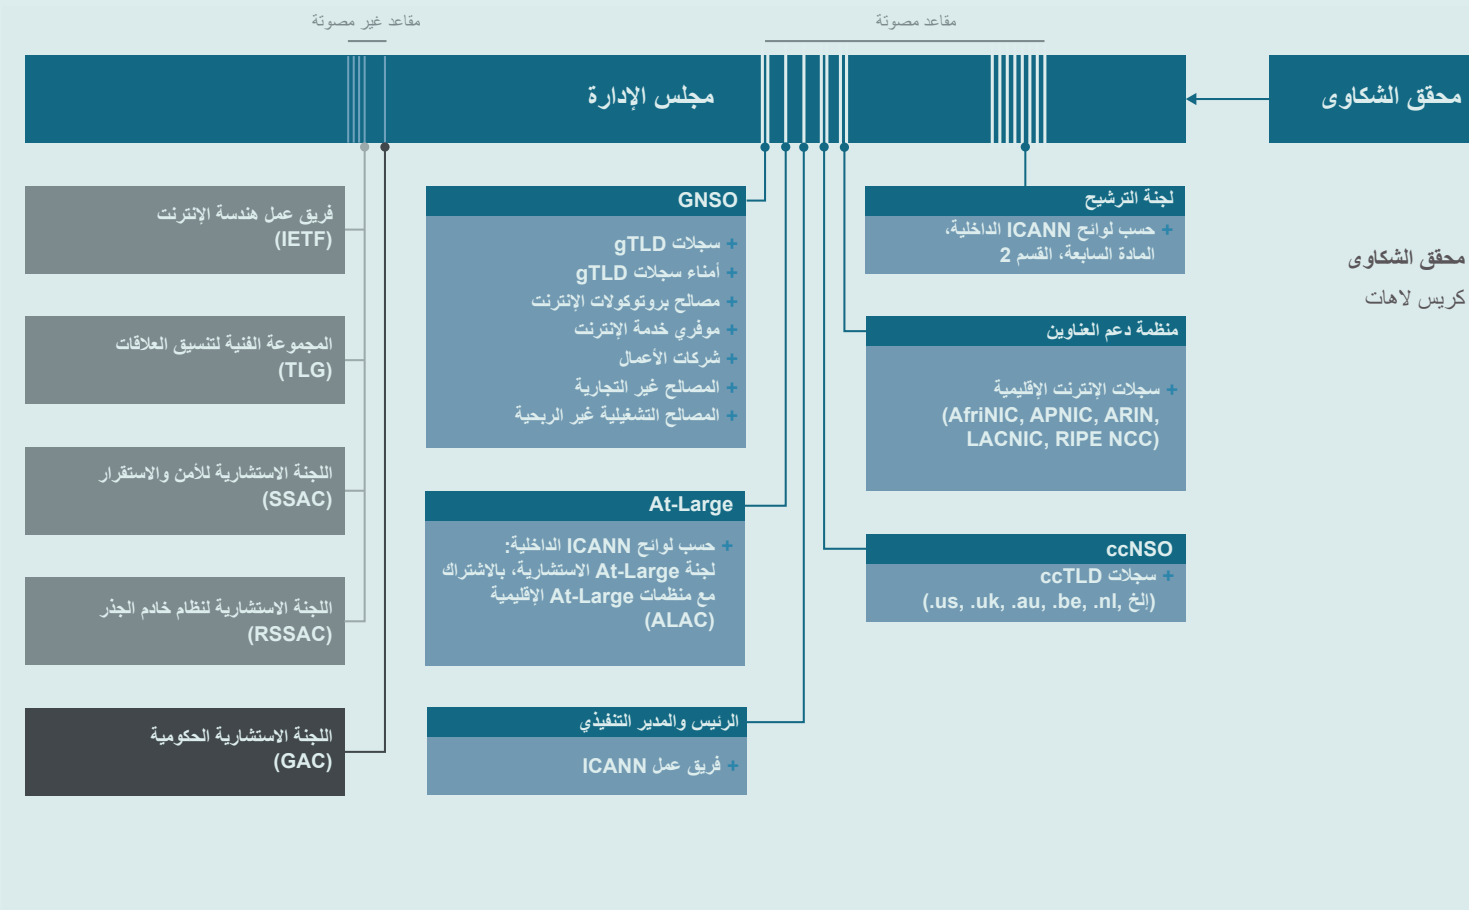 مقاعد مصوتة
مقاعد غير مصوتة
محقق الشكاوى
مجلس الإدارة
محقق الشكاوى
كريس لاهات
لجنة الترشيح
+ حسب لوائح ICANN الداخلية،
المادة السابعة، القسم 2
منظمة دعم العناوين
+ سجلات الإنترنت الإقليمية
(AfriNIC, APNIC, ARIN,
LACNIC, RIPE NCC)
ccNSO
+ سجلات ccTLD
(.us, .uk, .au, .be, .nl, إلخ)
GNSO
+ سجلات gTLD
+ أمناء سجلات gTLD
+ مصالح بروتوكولات الإنترنت
+ موفري خدمة الإنترنت
+ شركات الأعمال
+ المصالح غير التجارية
+ المصالح التشغيلية غير الربحية
At-Large
+ حسب لوائح ICANN الداخلية:
لجنة At-Large الاستشارية، بالاشتراك
مع منظمات At-Large الإقليمية
(ALAC)
الرئيس والمدير التنفيذي
+ فريق عمل ICANN
فريق عمل هندسة الإنترنت
(IETF)
المجموعة الفنية لتنسيق العلاقات
(TLG)
اللجنة الاستشارية للأمن والاستقرار
(SSAC)
اللجنة الاستشارية لنظام خادم الجذر
(RSSAC)
اللجنة الاستشارية الحكومية
(GAC)